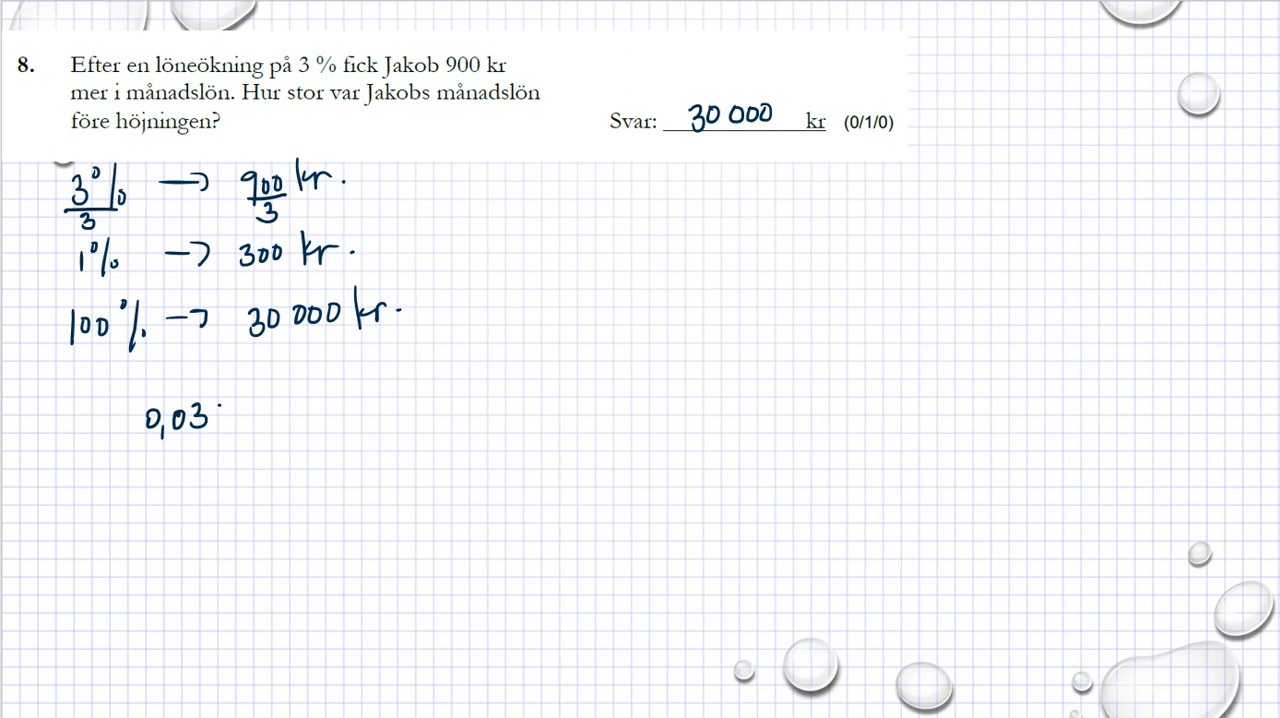 8. Efter en löneökning på 3 % fick Jakob 900 kr
mer i månadslön. Hur stor var Jakobs månadslön
före höjningen?
Svar: 30 000 kr (0/1/0)
3%/3 → 900/3 kr.
1% → 300 kr.
100% → 30 000 kr.
0,03 ·